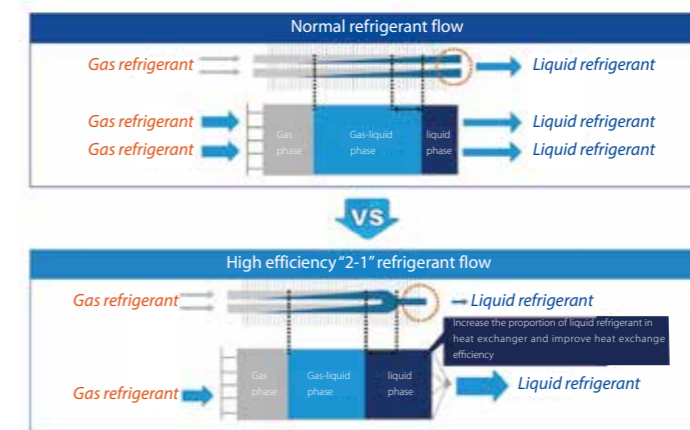 Normal refrigerant flow
Gas refrigerant
Liquid refrigerant
Gas refrigerant
Liquid refrigerant
Gas refrigerant
Liquid refrigerant
Gas
phase
Gas-liquid
phase
liquid
phase
VS
High efficiency "2-1" refrigerant flow
Gas refrigerant
Liquid refrigerant
Increase the proportion of liquid refrigerant in
heat exchanger and improve heat exchange
efficiency
Gas
phase
Gas-liquid
phase
liquid
phase
Gas refrigerant
Liquid refrigerant